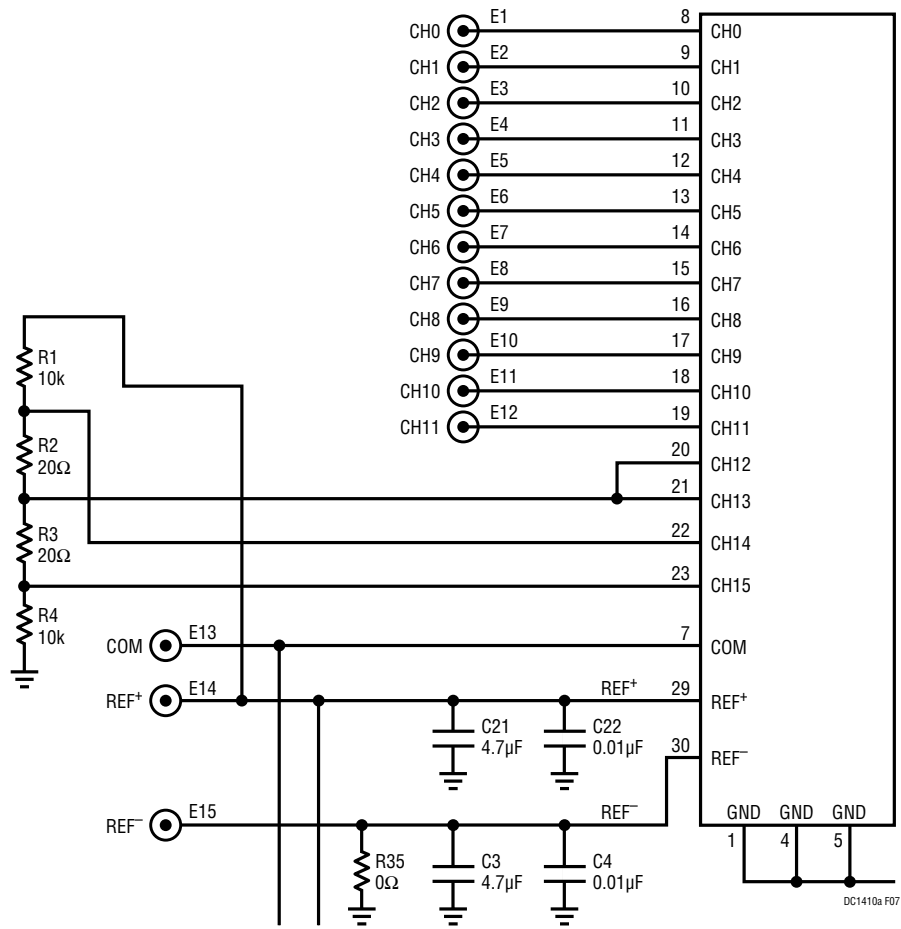 CH0 E1 8 CH0
CH1 E2 9 CH1
CH2 E3 10 CH2
CH3 E4 11 CH3
CH4 E5 12 CH4
CH5 E6 13 CH5
CH6 E7 14 CH6
CH7 E8 15 CH7
CH8 E9 16 CH8
CH9 E10 17 CH9
CH10 E11 18 CH10
CH11 E12 19 CH11
20 CH12
21 CH13
22 CH14
23 CH15
R1
10k
R2
20Ω
R3
20Ω
R4
10k
COM E13 7 COM
REF+ E14 REF+ 29 REF+
C21
4.7µF
C22
0.01µF
30 REF–
REF– E15 REF–
R35
0Ω
C3
4.7µF
C4
0.01µF
GND GND GND
1 4 5
DC1410a F07